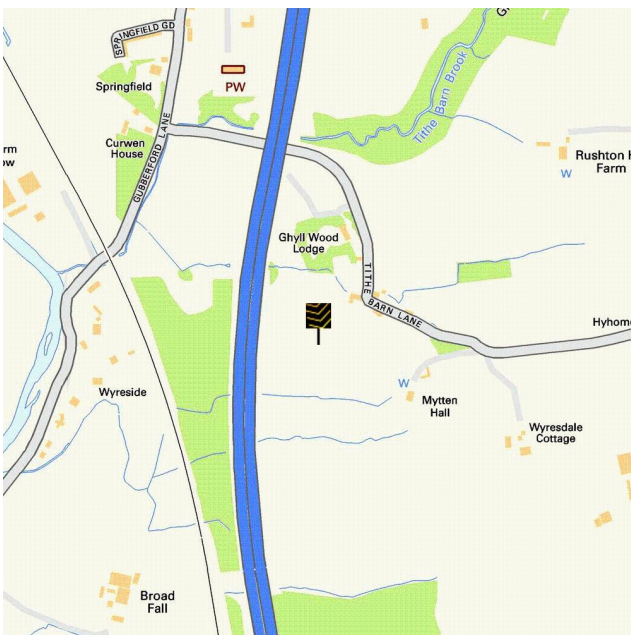 SPRINGFIELD GD
G
Tithe Barn Brook
PW
Springfield
GUBBERFORD LANE
Curwen
House
rm
ow
Rushton H
Farm
W
Ghyll Wood
Lodge
TITHE
BARN LANE
Hyhome
W
Wyreside
Mytten
Hall
Wyresdale
Cottage
Broad
Fall